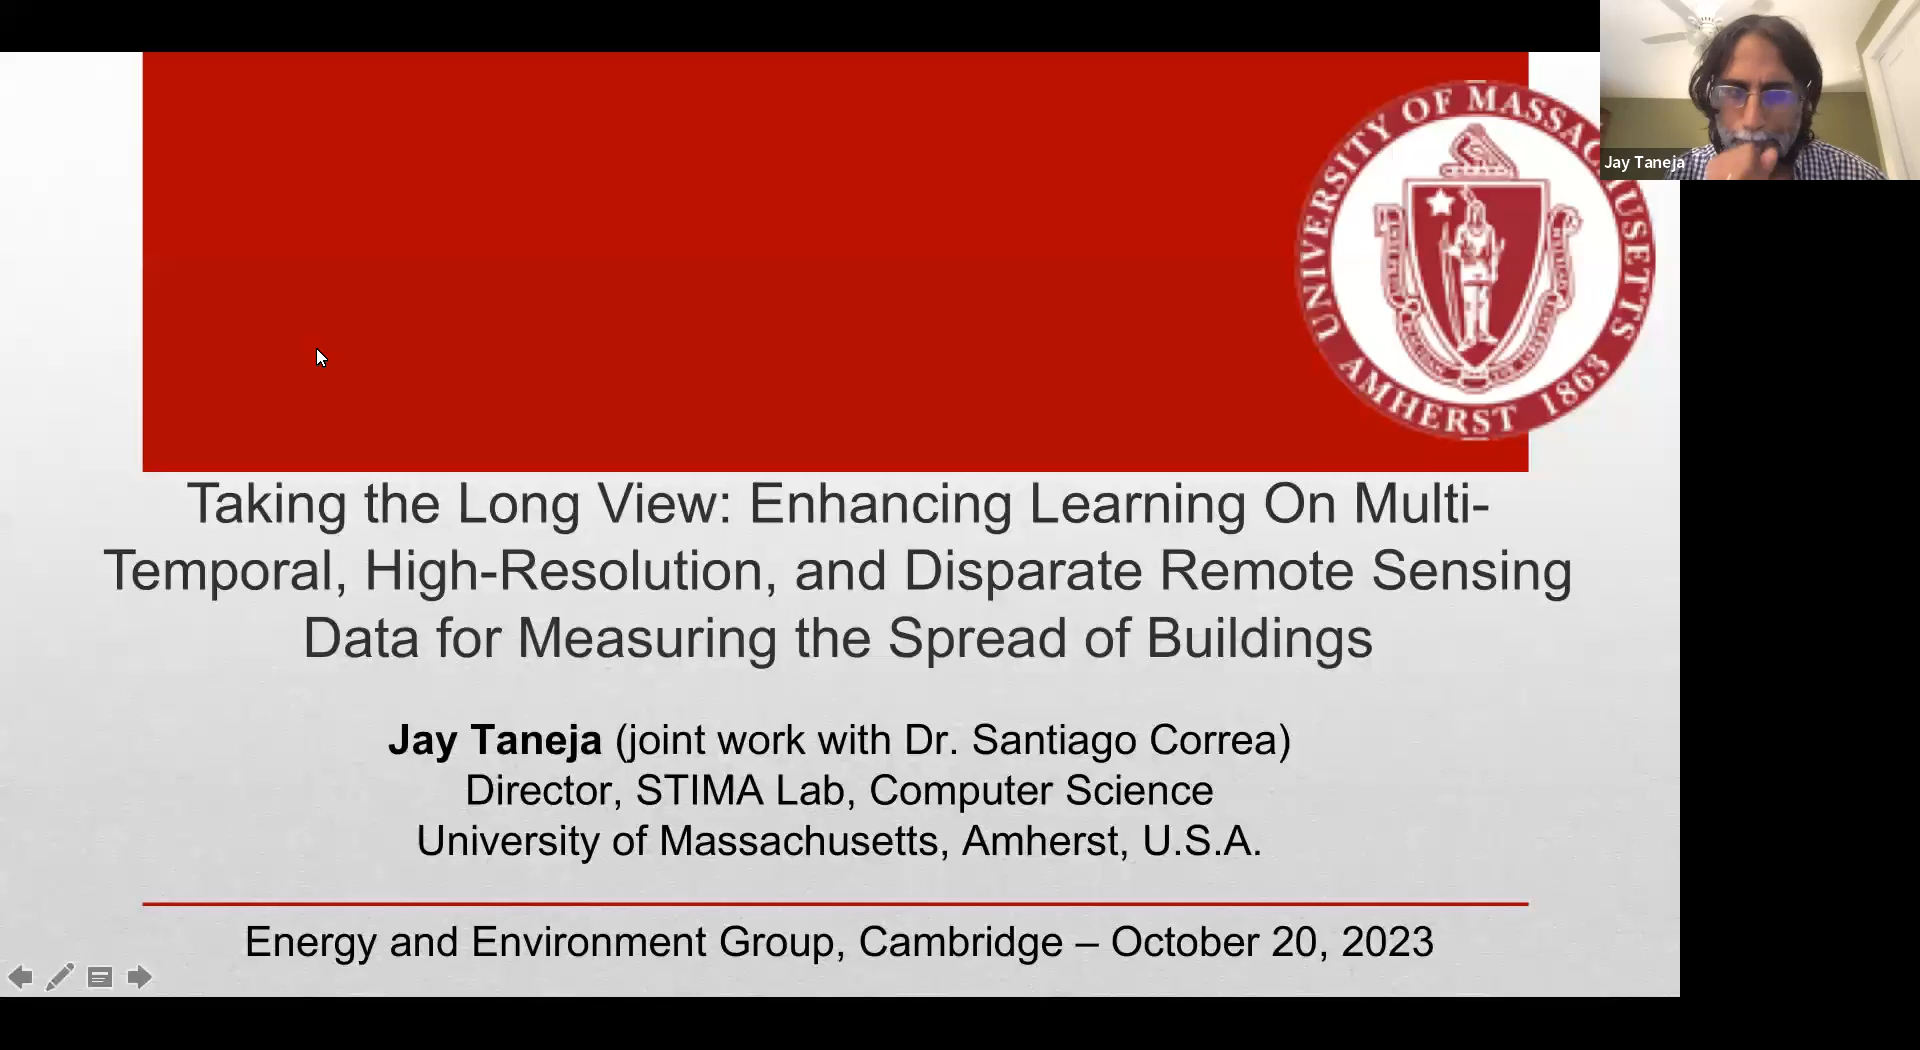 UNIVERSITY OF MASSACHUSETTS
AMHERST 1863
Jay Taneja
Taking the Long View: Enhancing Learning On Multi-
Temporal, High-Resolution, and Disparate Remote Sensing
Data for Measuring the Spread of Buildings
Jay Taneja (joint work with Dr. Santiago Correa)
Director, STIMA Lab, Computer Science
University of Massachusetts, Amherst, U.S.A.
Energy and Environment Group, Cambridge – October 20, 2023